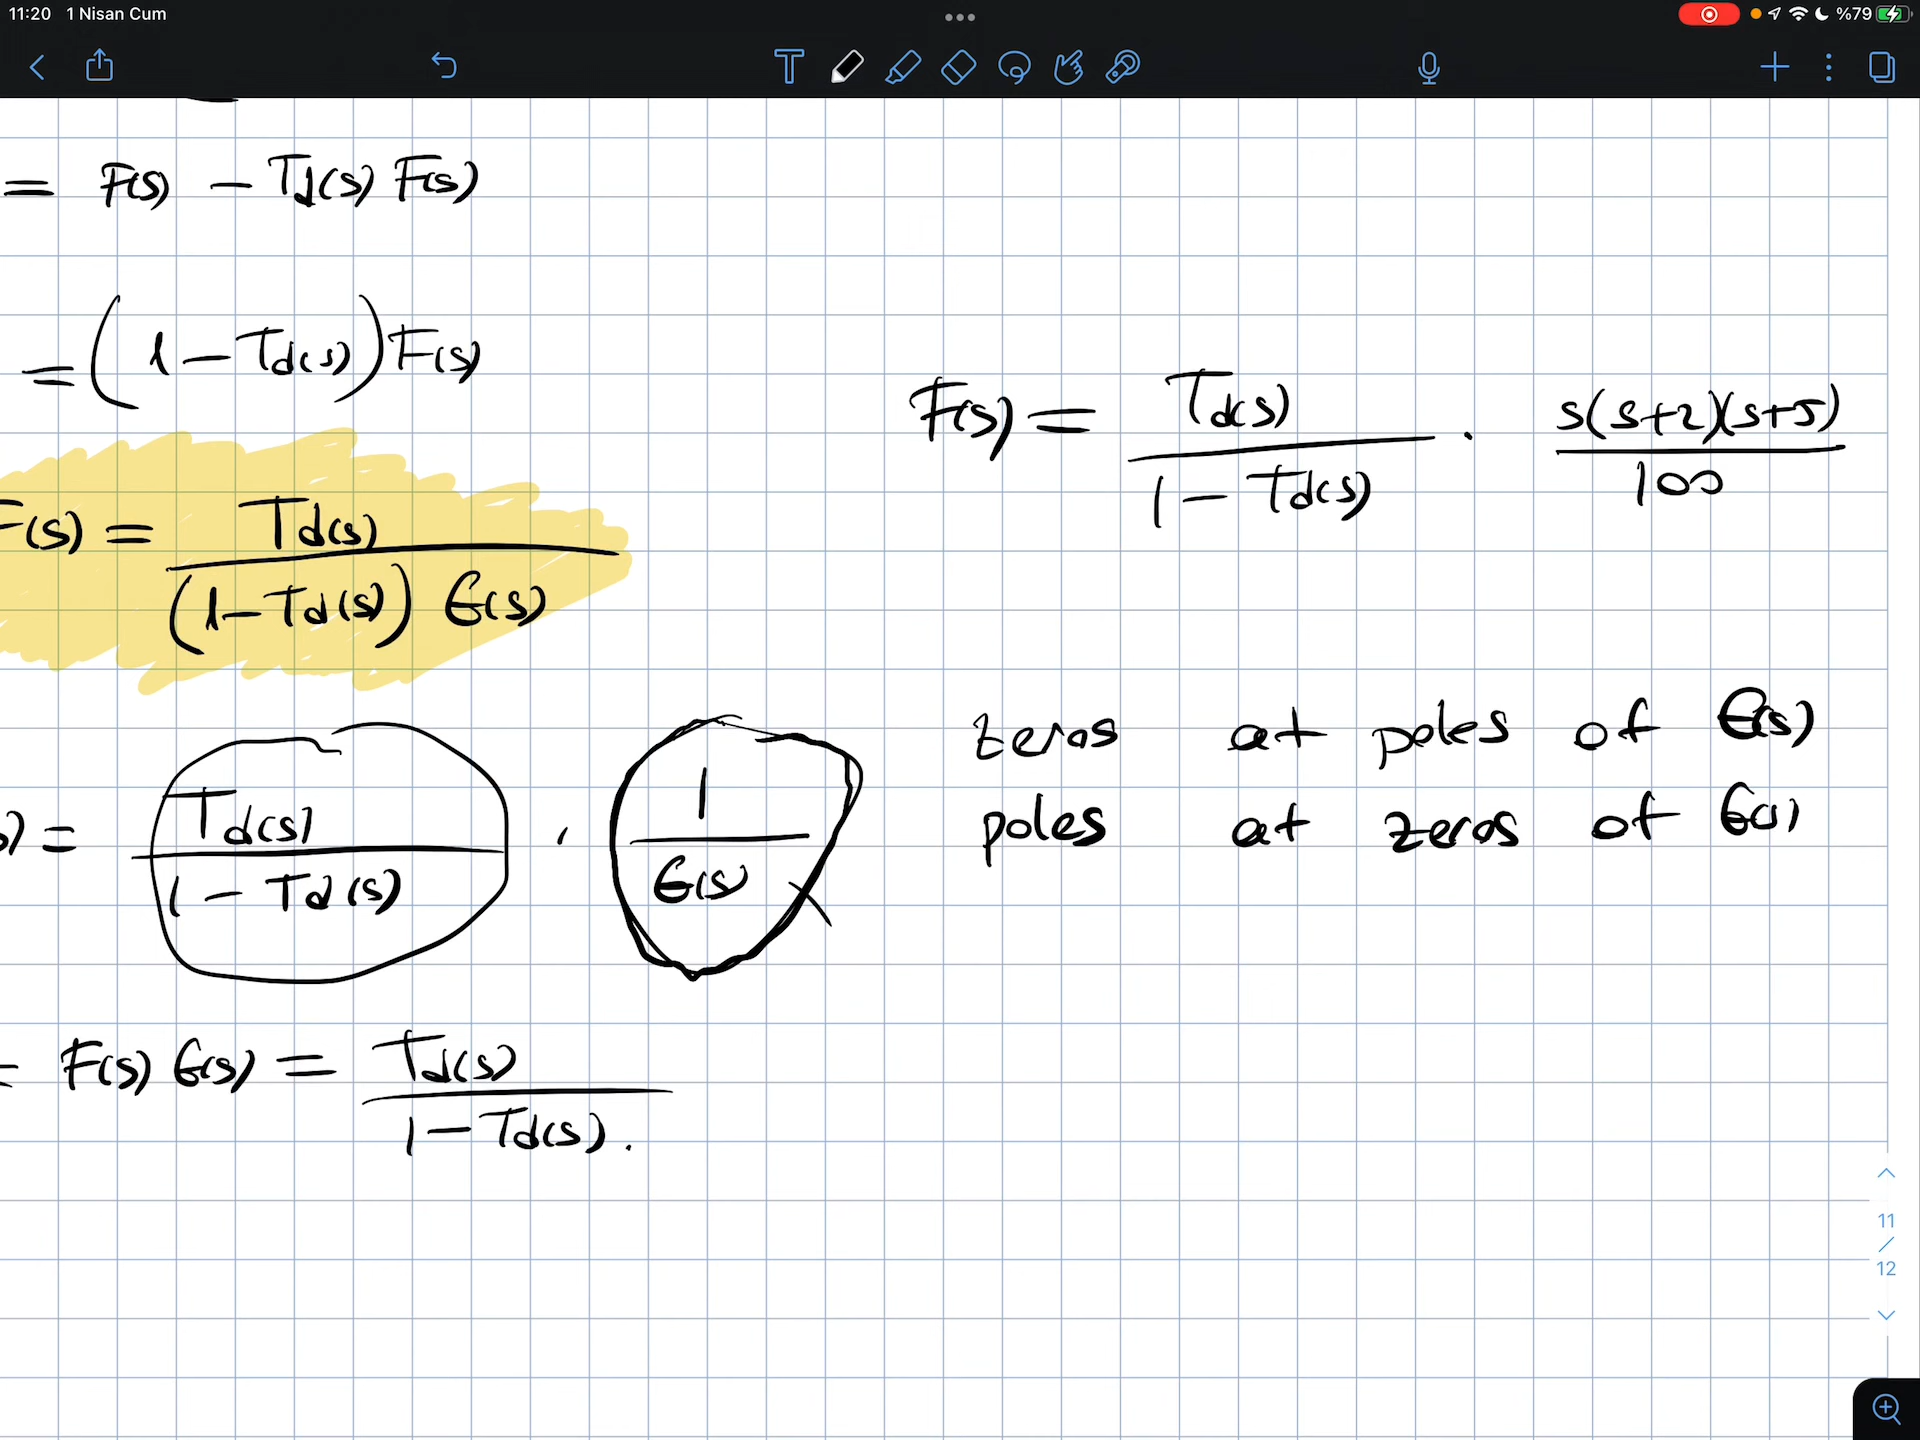 11:20 1 Nisan Cum
%79
= F(s) - Td(s) F(s)
= (1 - Td(s)) F(s)
F(s) = Td(s) / (1 - Td(s)) G(s)
s) = Td(s) / 1 - Td(s) . 1 / G(s)
= F(s) G(s) = Td(s) / 1 - Td(s).
F(s) = Td(s) / 1 - Td(s) . s(s+2)(s+5) / 100
zeros at poles of G(s)
poles at zeros of G(s)
11
/
12